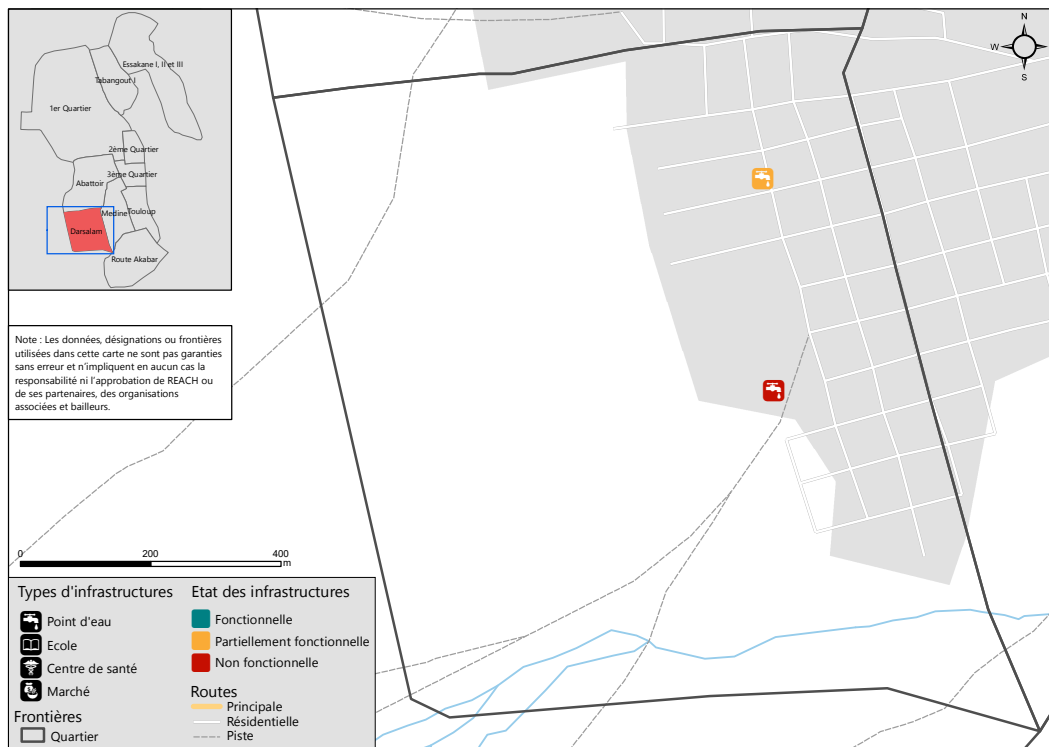 Essakane I, II et III
Tabangout I
1er Quartier
2ème Quartier
3ème Quartier
Abattoir
Medine
Touloup
Darsalam
Route Akabar
N
W
S
Note : Les données, désignations ou frontières
utilisées dans cette carte ne sont pas garanties
sans erreur et n'impliquent en aucun cas la
responsabilité ni l'approbation de REACH ou
de ses partenaires, des organisations
associées et bailleurs.
0 200 400
m
Types d'infrastructures
Point d'eau
Ecole
Centre de santé
Marché
Frontières
Quartier
Etat des infrastructures
Fonctionnelle
Partiellement fonctionnelle
Non fonctionnelle
Routes
Principale
Résidentielle
Piste